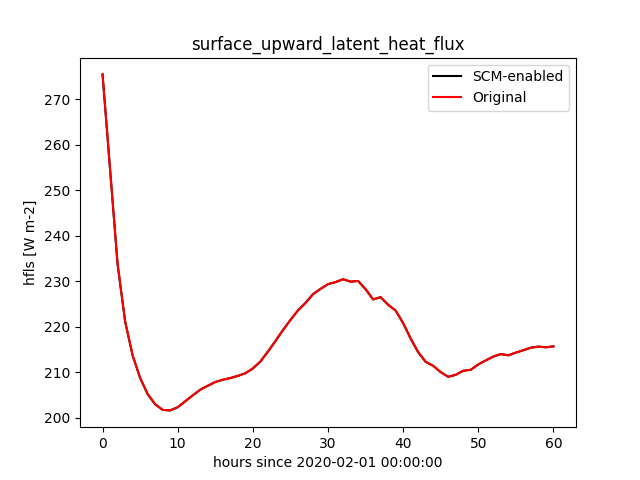 surface_upward_latent_heat_flux
SCM-enabled
Original
hfls [W m-2]
270
260
250
240
230
220
210
200
0 10 20 30 40 50 60
hours since 2020-02-01 00:00:00